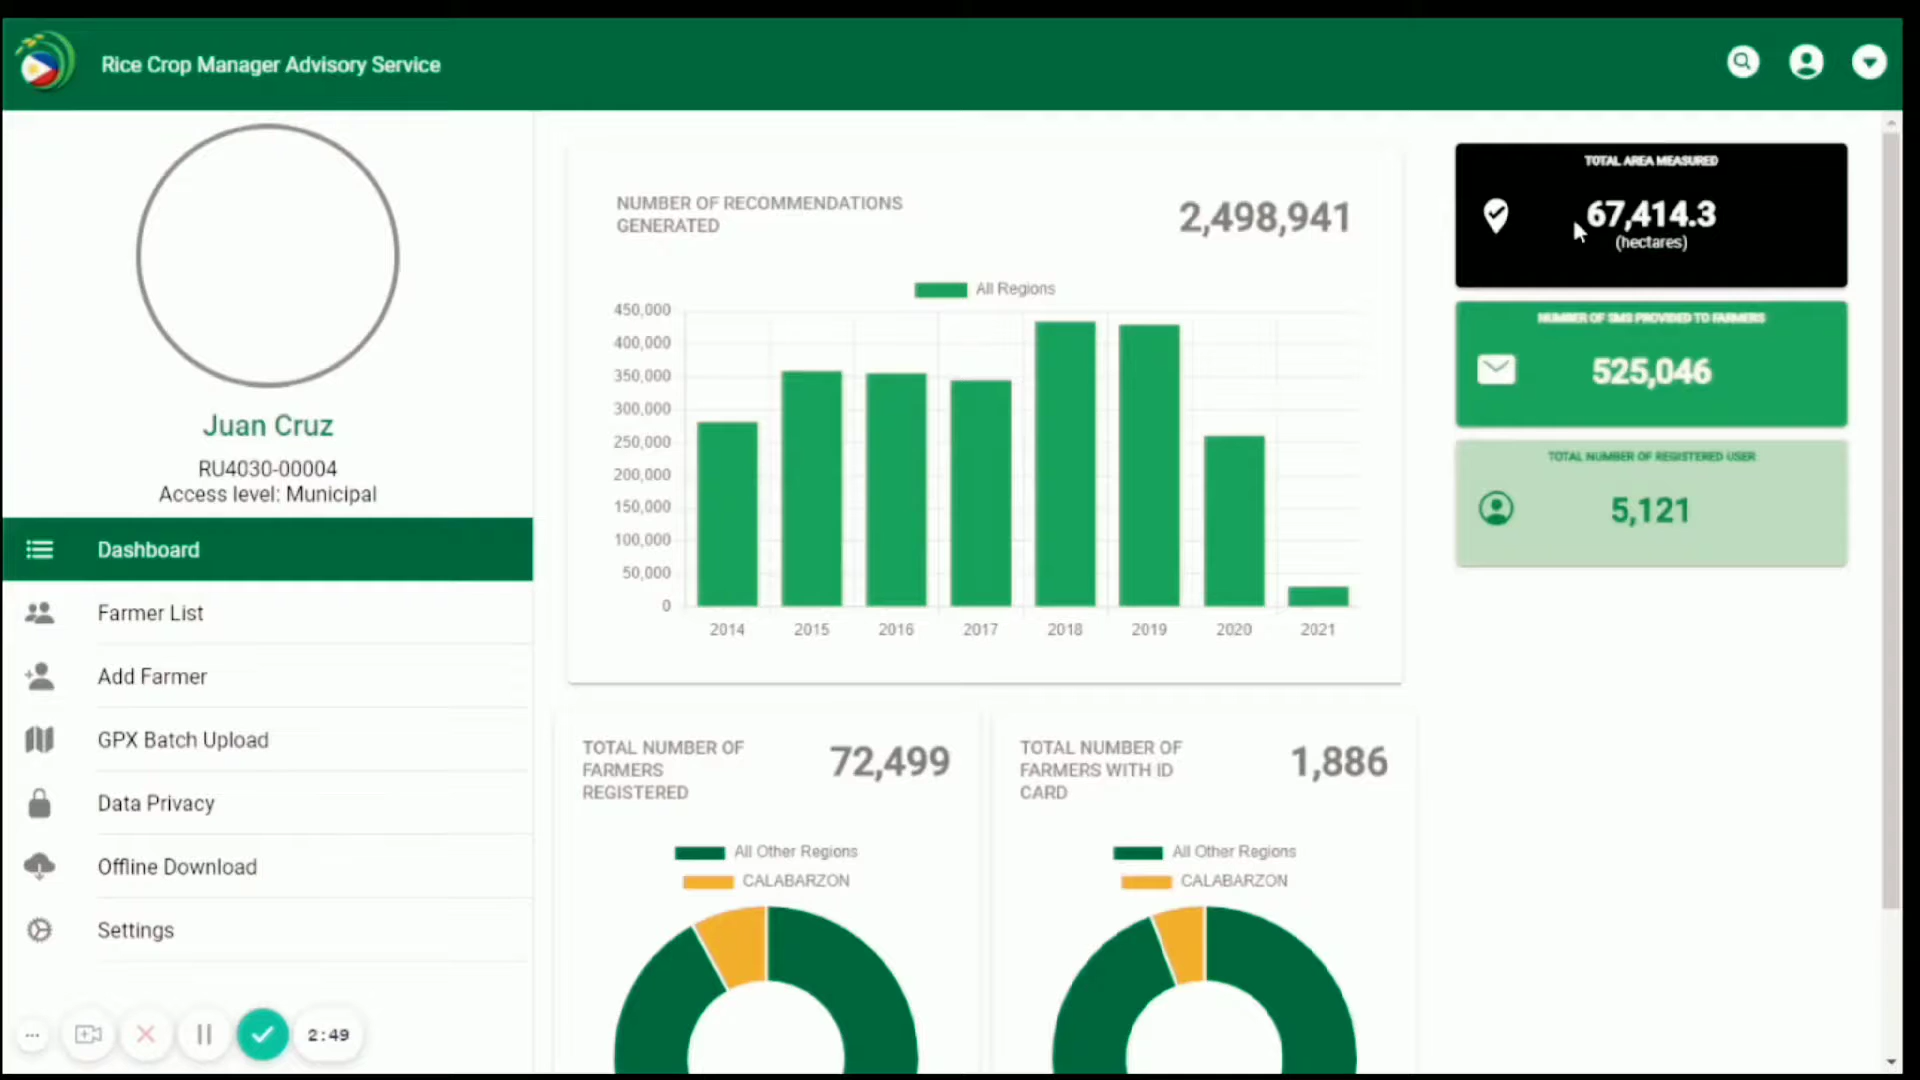 Rice Crop Manager Advisory Service
Juan Cruz
RU4030-00004
Access level: Municipal
Dashboard
Farmer List
Add Farmer
GPX Batch Upload
Data Privacy
Offline Download
Settings
2:49
NUMBER OF RECOMMENDATIONS
GENERATED
2,498,941
All Regions
450,000
400,000
350,000
300,000
250,000
200,000
150,000
100,000
50,000
0
2014 2015 2016 2017 2018 2019 2020 2021
TOTAL NUMBER OF
FARMERS
REGISTERED
72,499
All Other Regions
CALABARZON
TOTAL NUMBER OF
FARMERS WITH ID
CARD
1,886
All Other Regions
CALABARZON
TOTAL AREA MEASURED
67,414.3
(hectares)
NUMBER OF SMS PROVIDED TO FARMERS
525,046
TOTAL NUMBER OF REGISTERED USER
5,121